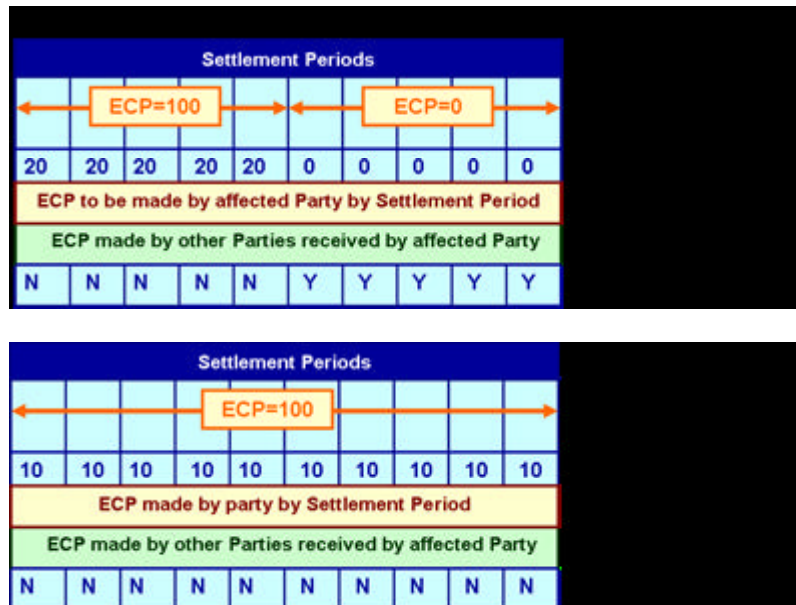 Settlement Periods
ECP=100 ECP=0
20 20 20 20 20 0 0 0 0 0
ECP to be made by affected Party by Settlement Period
ECP made by other Parties received by affected Party
N N N N N Y Y Y Y Y
Settlement Periods
ECP=100
10 10 10 10 10 10 10 10 10 10
ECP made by party by Settlement Period
ECP made by other Parties received by affected Party
N N N N N N N N N N